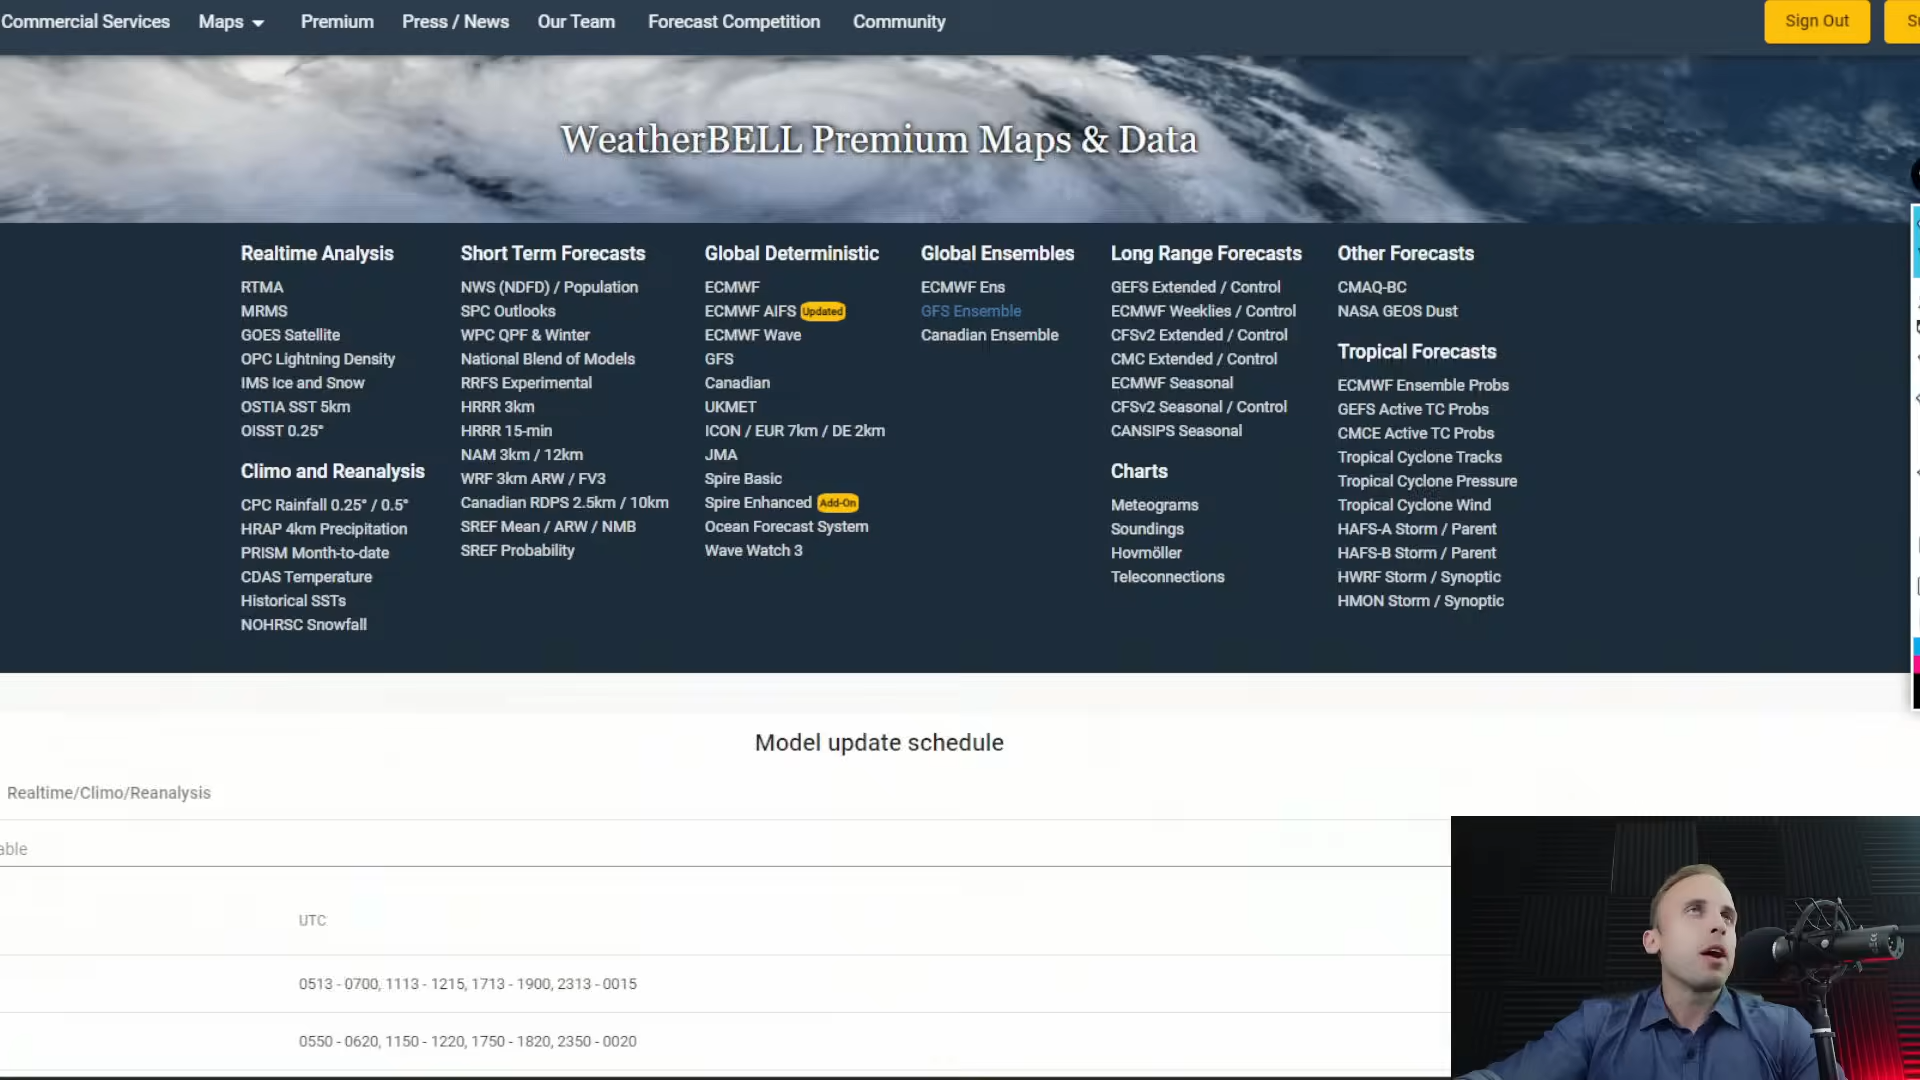 Commercial Services
Maps
Premium
Press / News
Our Team
Forecast Competition
Community
Sign Out
WeatherBELL Premium Maps & Data
Realtime Analysis
RTMA
MRMS
GOES Satellite
OPC Lightning Density
IMS Ice and Snow
OSTIA SST 5km
OISST 0.25°
Climo and Reanalysis
CPC Rainfall 0.25° / 0.5°
HRAP 4km Precipitation
PRISM Month-to-date
CDAS Temperature
Historical SSTs
NOHRSC Snowfall
Short Term Forecasts
NWS (NDFD) / Population
SPC Outlooks
WPC QPF & Winter
National Blend of Models
RRFS Experimental
HRRR 3km
HRRR 15-min
NAM 3km / 12km
WRF 3km ARW / FV3
Canadian RDPS 2.5km / 10km
SREF Mean / ARW / NMB
SREF Probability
Global Deterministic
ECMWF
ECMWF AIFS Updated
ECMWF Wave
GFS
Canadian
UKMET
ICON / EUR 7km / DE 2km
JMA
Spire Basic
Spire Enhanced Add-On
Ocean Forecast System
Wave Watch 3
Global Ensembles
ECMWF Ens
GFS Ensemble
Canadian Ensemble
Long Range Forecasts
GEFS Extended / Control
ECMWF Weeklies / Control
CFSv2 Extended / Control
CMC Extended / Control
ECMWF Seasonal
CFSv2 Seasonal / Control
CANSIPS Seasonal
Charts
Meteograms
Soundings
Hovmöller
Teleconnections
Other Forecasts
CMAQ-BC
NASA GEOS Dust
Tropical Forecasts
ECMWF Ensemble Probs
GEFS Active TC Probs
CMCE Active TC Probs
Tropical Cyclone Tracks
Tropical Cyclone Pressure
Tropical Cyclone Wind
HAFS-A Storm / Parent
HAFS-B Storm / Parent
HWRF Storm / Synoptic
HMON Storm / Synoptic
Model update schedule
Realtime/Climo/Reanalysis
able
UTC
0513 - 0700, 1113 - 1215, 1713 - 1900, 2313 - 0015
0550 - 0620, 1150 - 1220, 1750 - 1820, 2350 - 0020